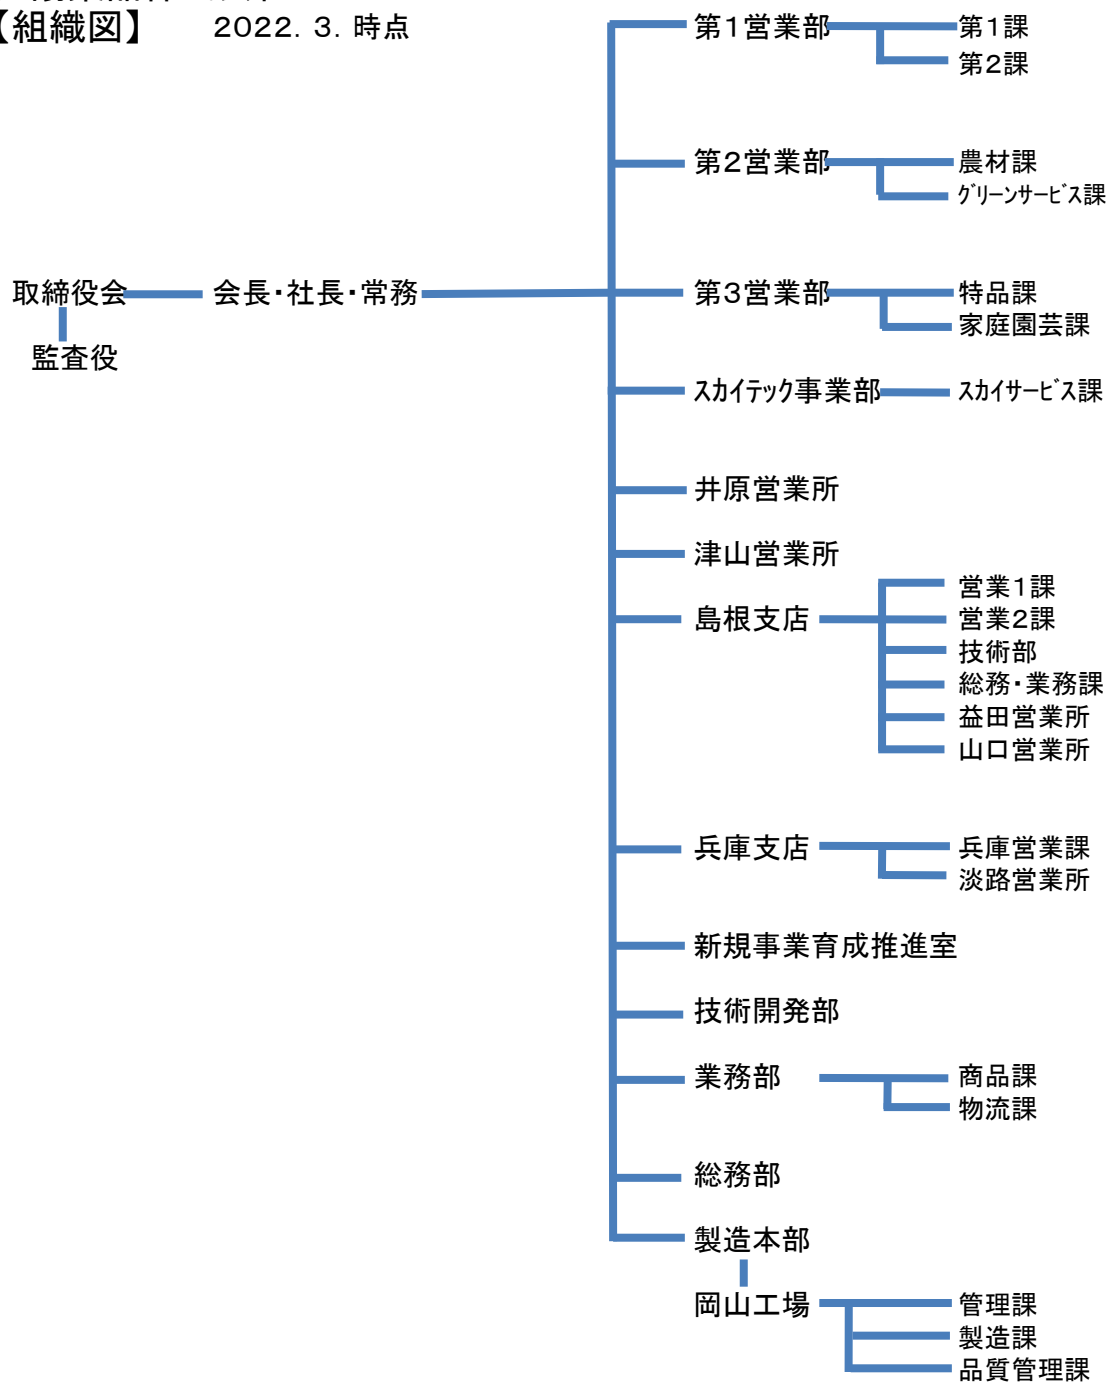 【組織図】 2022.3.時点
第1営業部
第1課
第2課
第2営業部
農材課
グリーンサービス課
取締役会
会長・社長・常務
監査役
第3営業部
特品課
家庭園芸課
スカイテック事業部
スカイサービス課
井原営業所
津山営業所
島根支店
営業1課
営業2課
技術部
総務・業務課
益田営業所
山口営業所
兵庫支店
兵庫営業課
淡路営業所
新規事業育成推進室
技術開発部
業務部
商品課
物流課
総務部
製造本部
岡山工場
管理課
製造課
品質管理課